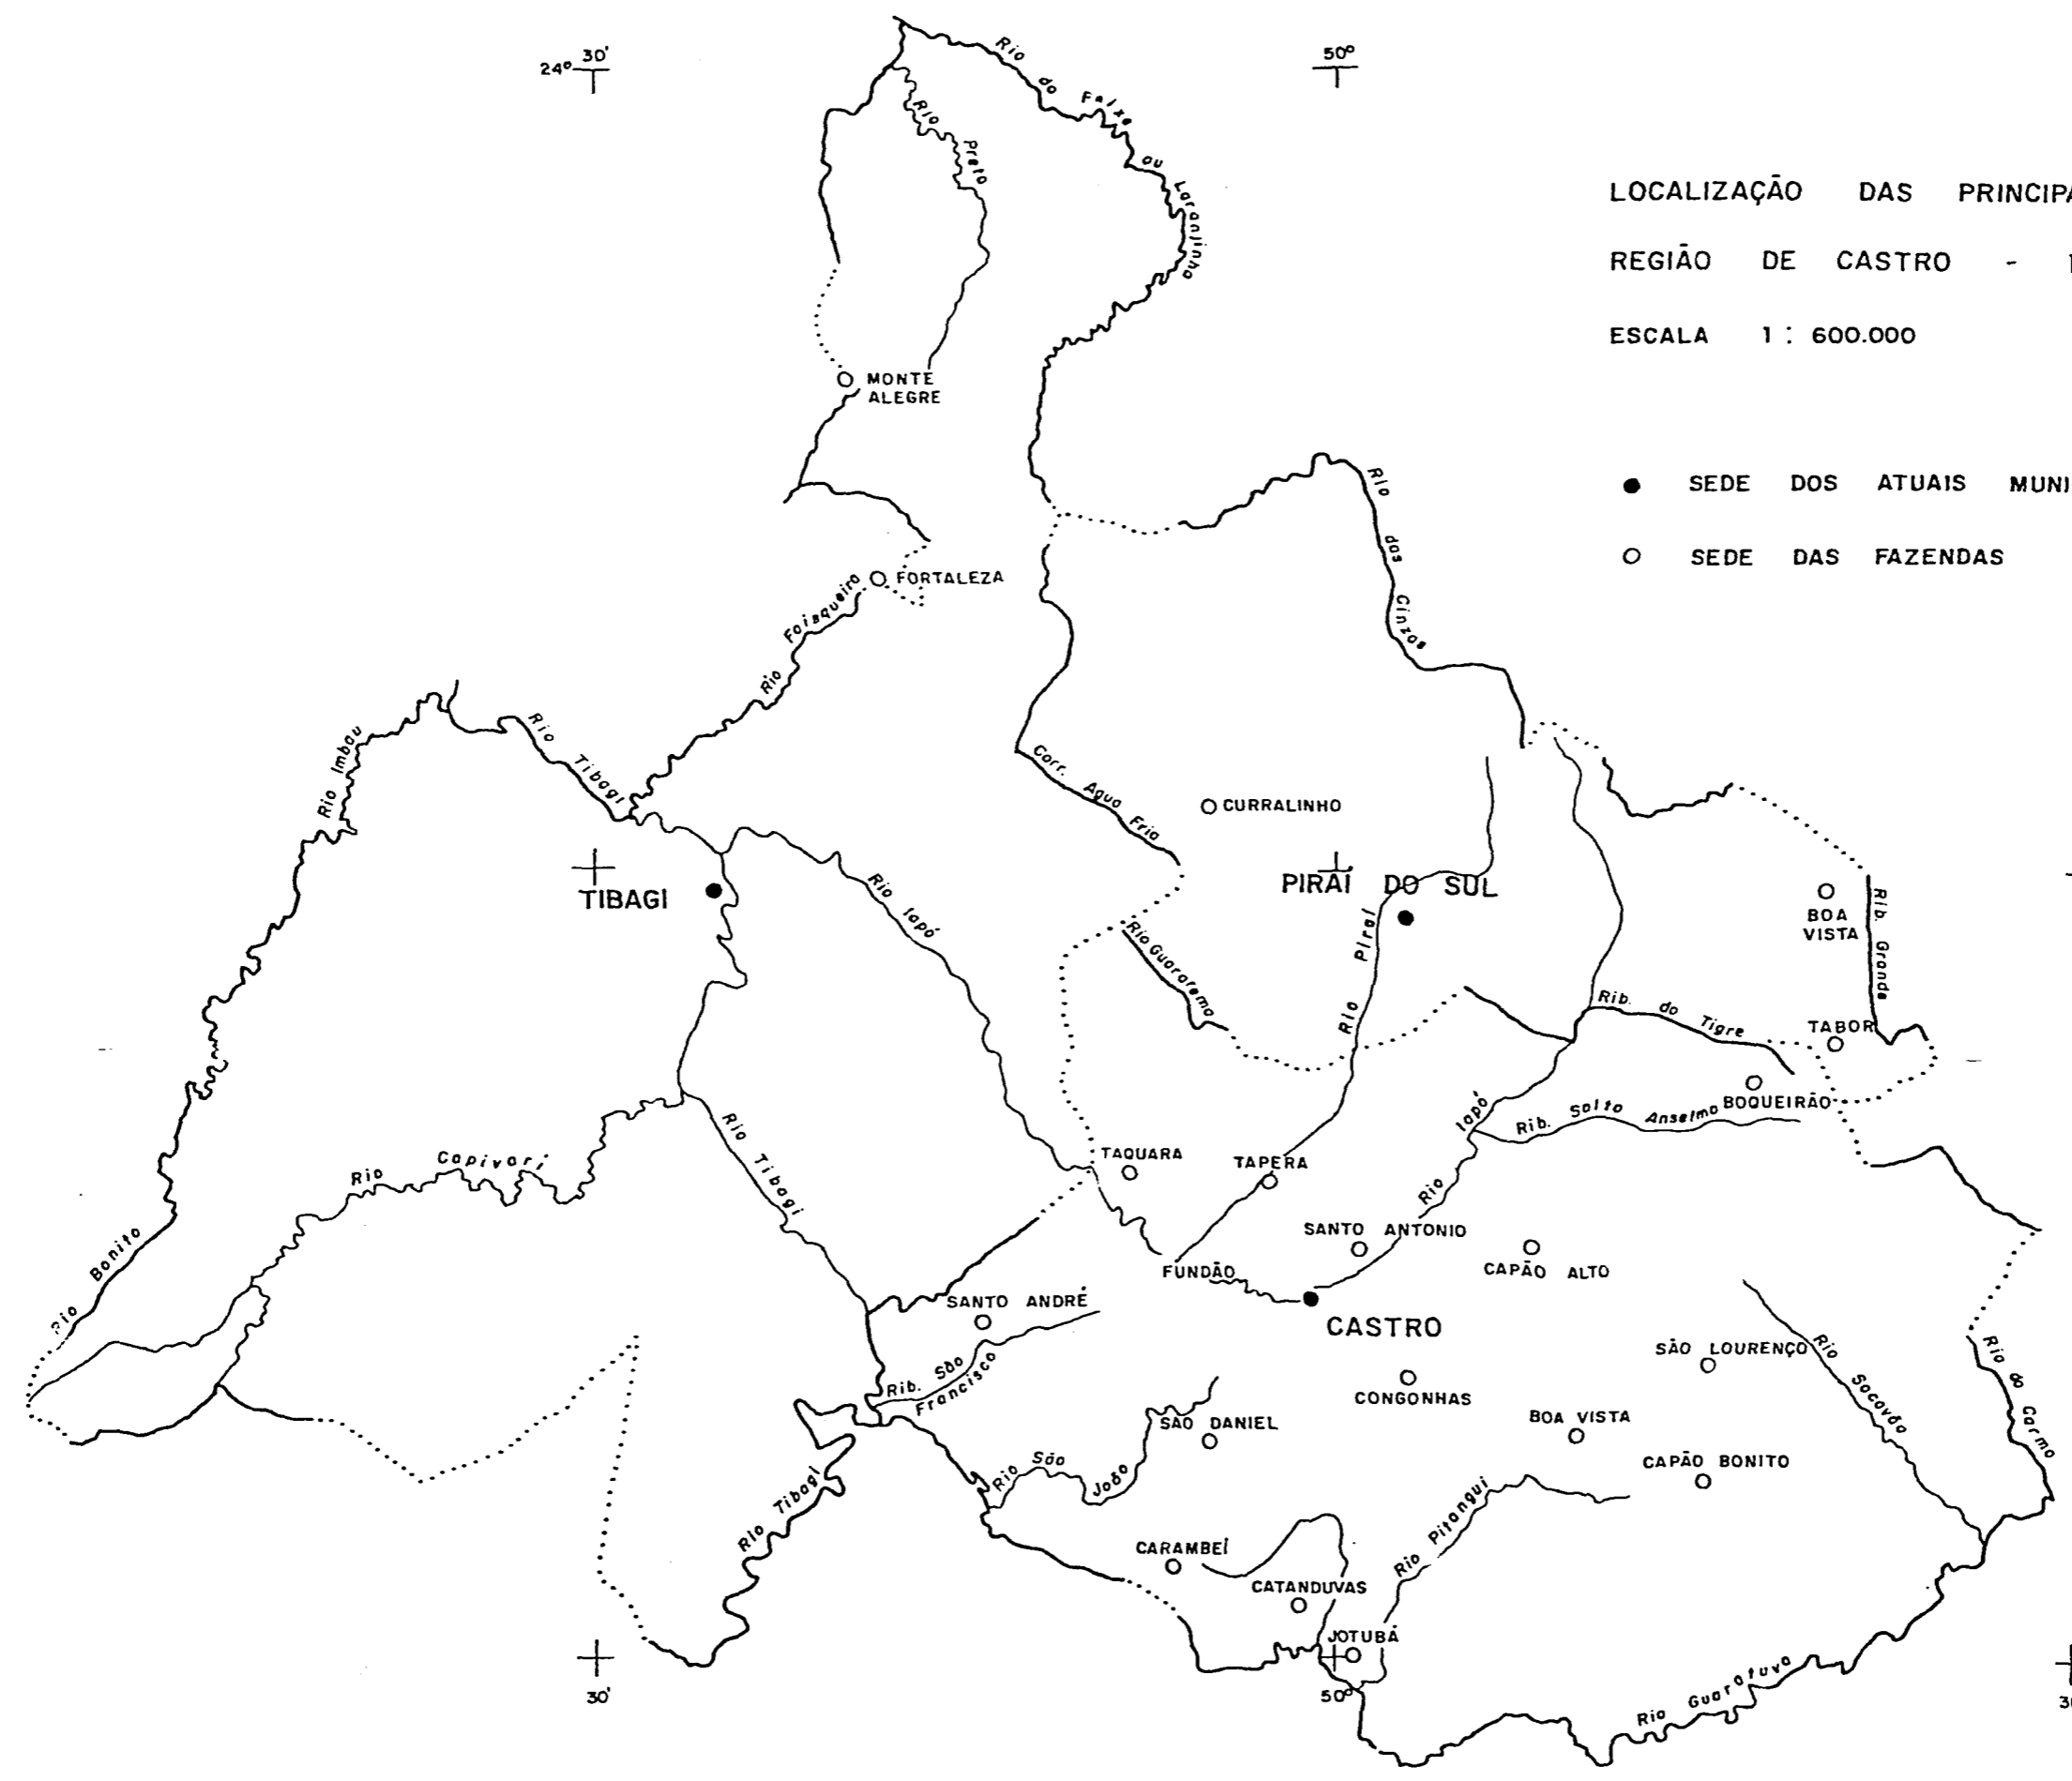 30'
24°
50°
Rio do Feixe ou Laranjinha
Rio Preto
LOCALIZAÇÃO DAS PRINCIPA
REGIÃO DE CASTRO -
ESCALA 1 : 600.000
MONTE
ALEGRE
● SEDE DOS ATUAIS MUNI
○ SEDE DAS FAZENDAS
Rio das Cinzas
FORTALEZA
Rio Faisqueiro
Rio Imbau
Rio Tibagi
Corr. Agua Fria
CURRALINHO
TIBAGI
PIRAÍ DO SUL
Rio Iapó
Rio Guararema
Rio Piraí
BOA
VISTA
Rib. Grande
Rib. do Tigre
TABOR
BOQUEIRÃO
Rib. Salto Anselmo
Rio Iapó
Rio Capivari
Rio Tibagi
TAQUARA
TAPERA
Rio Bonito
SANTO ANTONIO
CAPÃO ALTO
FUNDÃO
SANTO ANDRÉ
CASTRO
SÃO LOURENÇO
Rio Socavão
Rio do Carmo
Rib. São
Francisco
CONGONHAS
SÃO DANIEL
BOA VISTA
CAPÃO BONITO
Rio São João
Rio Tibagi
Rio Pitangui
CARAMBEÍ
CATANDUVAS
JOTUBÁ
30'
50°
Rio Guaratuva